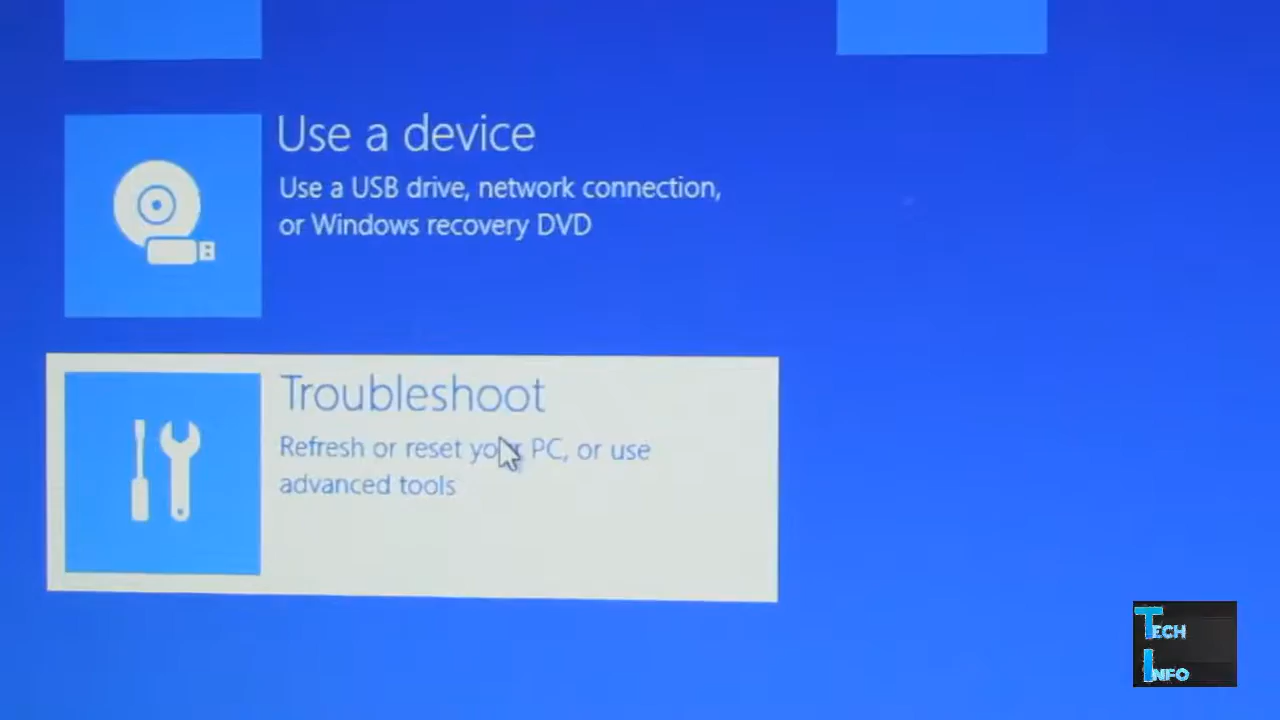 Use a device
Use a USB drive, network connection,
or Windows recovery DVD
Troubleshoot
Refresh or reset your PC, or use
advanced tools
TECH
INFO